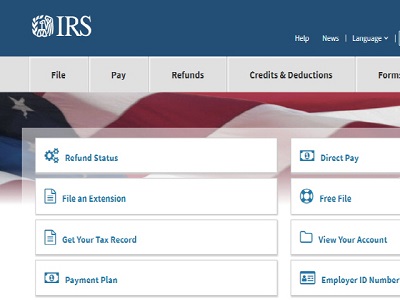 IRS
Help News | Language |
File Pay Refunds Credits & Deductions Forms
Refund Status Direct Pay
File an Extension Free File
Get Your Tax Record View Your Account
Payment Plan Employer ID Number